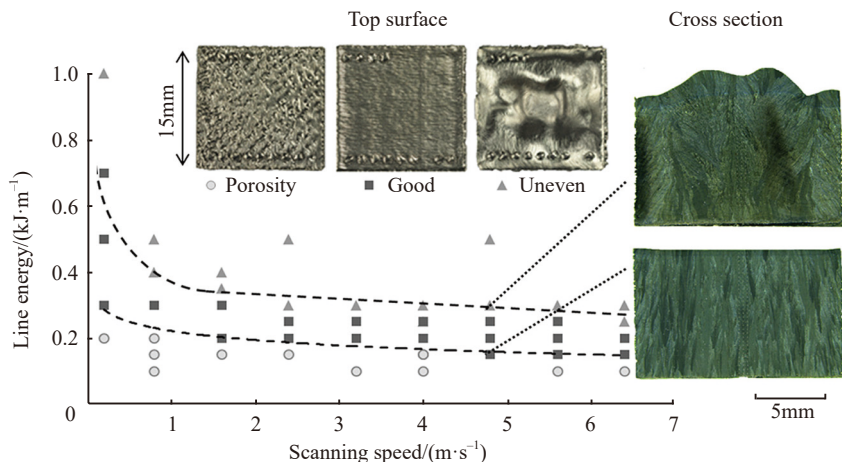 Top surface
Cross section
15mm
Porosity
Good
Uneven
Line energy/(kJ·m⁻¹)
1.0
0.8
0.6
0.4
0.2
0
1 2 3 4 5 6 7
Scanning speed/(m·s⁻¹)
5mm